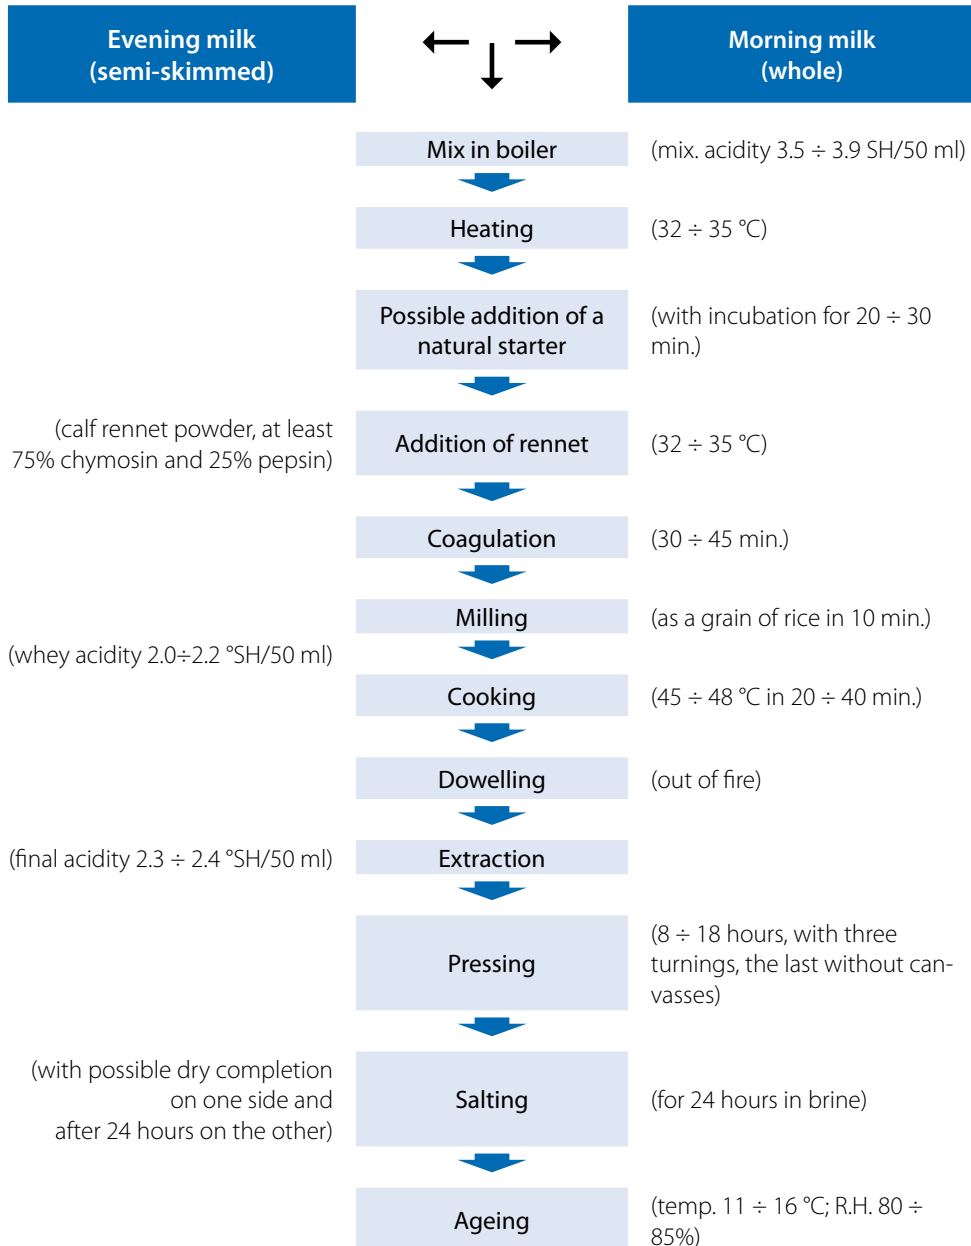 Evening milk
(semi-skimmed)
Morning milk
(whole)
Mix in boiler
(mix. acidity 3.5 ÷ 3.9 SH/50 ml)
Heating
(32 ÷ 35 °C)
Possible addition of a
natural starter
(with incubation for 20 ÷ 30
min.)
(calf rennet powder, at least
75% chymosin and 25% pepsin)
Addition of rennet
(32 ÷ 35 °C)
Coagulation
(30 ÷ 45 min.)
Milling
(as a grain of rice in 10 min.)
(whey acidity 2.0÷2.2 °SH/50 ml)
Cooking
(45 ÷ 48 °C in 20 ÷ 40 min.)
Dowelling
(out of fire)
(final acidity 2.3 ÷ 2.4 °SH/50 ml)
Extraction
Pressing
(8 ÷ 18 hours, with three
turnings, the last without can-
vasses)
(with possible dry completion
on one side and
after 24 hours on the other)
Salting
(for 24 hours in brine)
Ageing
(temp. 11 ÷ 16 °C; R.H. 80 ÷
85%)